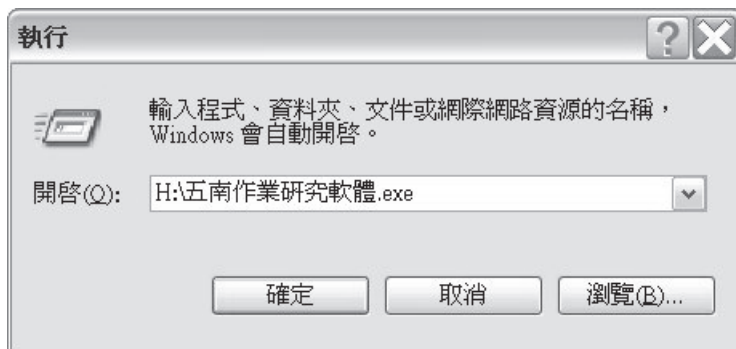 執行
輸入程式、資料夾、文件或網際網路資源的名稱，
Windows 會自動開啓。
開啓(O):
H:\五南作業研究軟體.exe
確定
取消
瀏覽(B)...